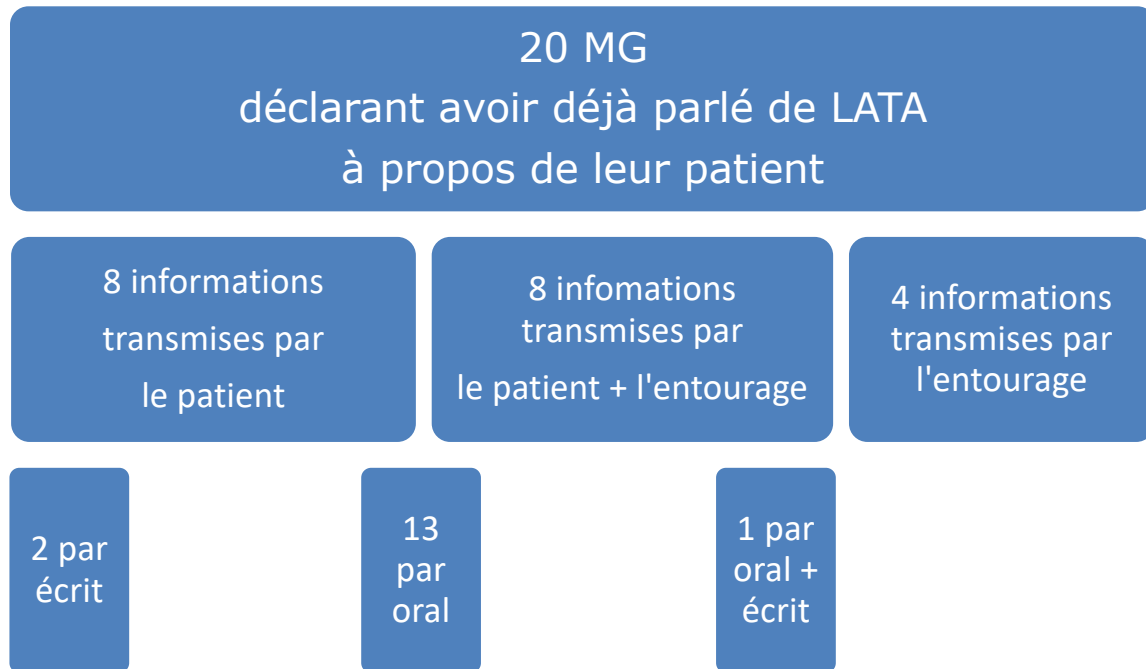 20 MG
déclarant avoir déjà parlé de LATA
à propos de leur patient
8 informations
transmises par
le patient
8 infomations
transmises par
le patient + l'entourage
4 informations
transmises par
l'entourage
2 par
écrit
13
par
oral
1 par
oral +
écrit